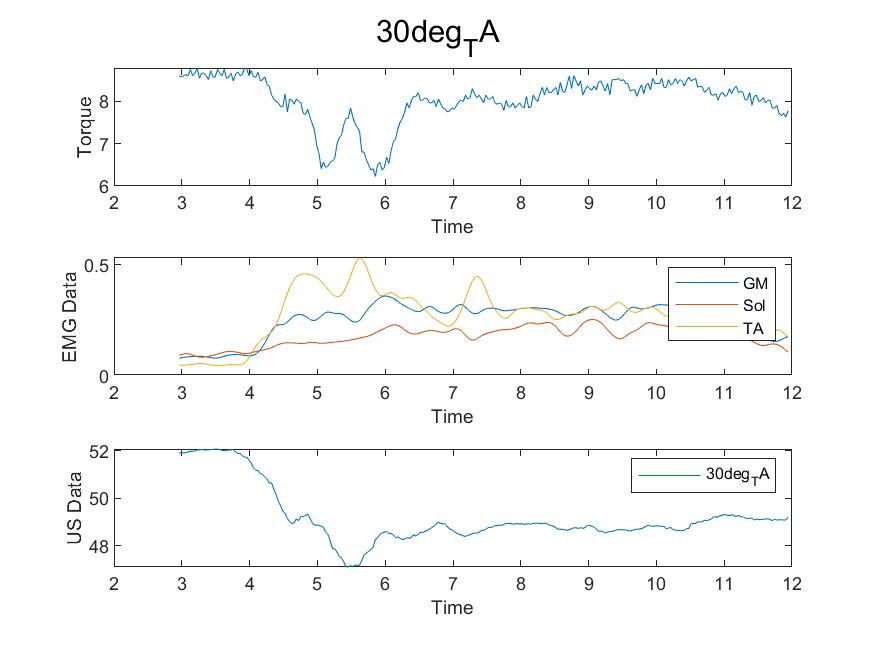 30deg_TA
8
7
6
Torque
2 3 4 5 6 7 8 9 10 11 12
Time
0.5
0
EMG Data
GM
Sol
TA
2 3 4 5 6 7 8 9 10 11 12
Time
52
50
48
US Data
30deg_TA
2 3 4 5 6 7 8 9 10 11 12
Time